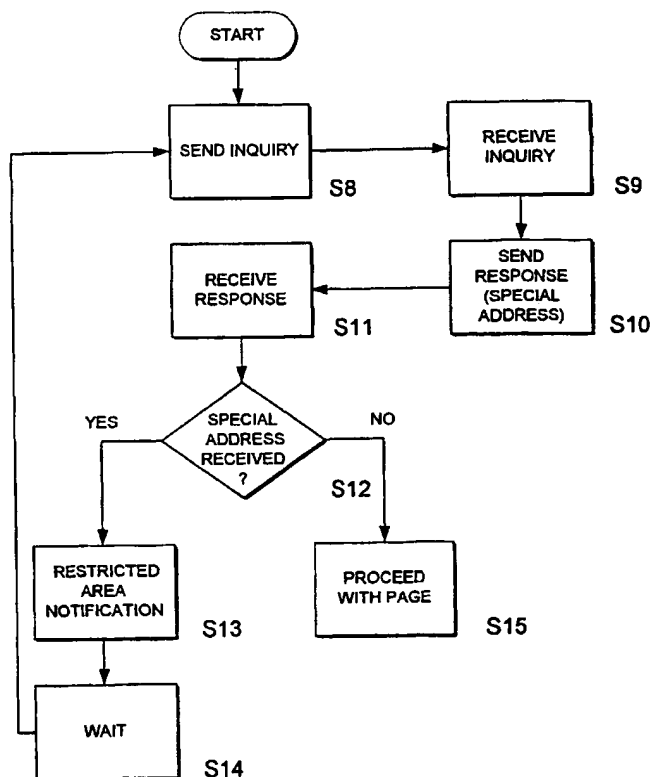 START
SEND INQUIRY
S8
RECEIVE
INQUIRY
S9
SEND
RESPONSE
(SPECIAL
ADDRESS)
S10
RECEIVE
RESPONSE
S11
SPECIAL
ADDRESS
RECEIVED
?
S12
YES
NO
RESTRICTED
AREA
NOTIFICATION
S13
PROCEED
WITH PAGE
S15
WAIT
S14